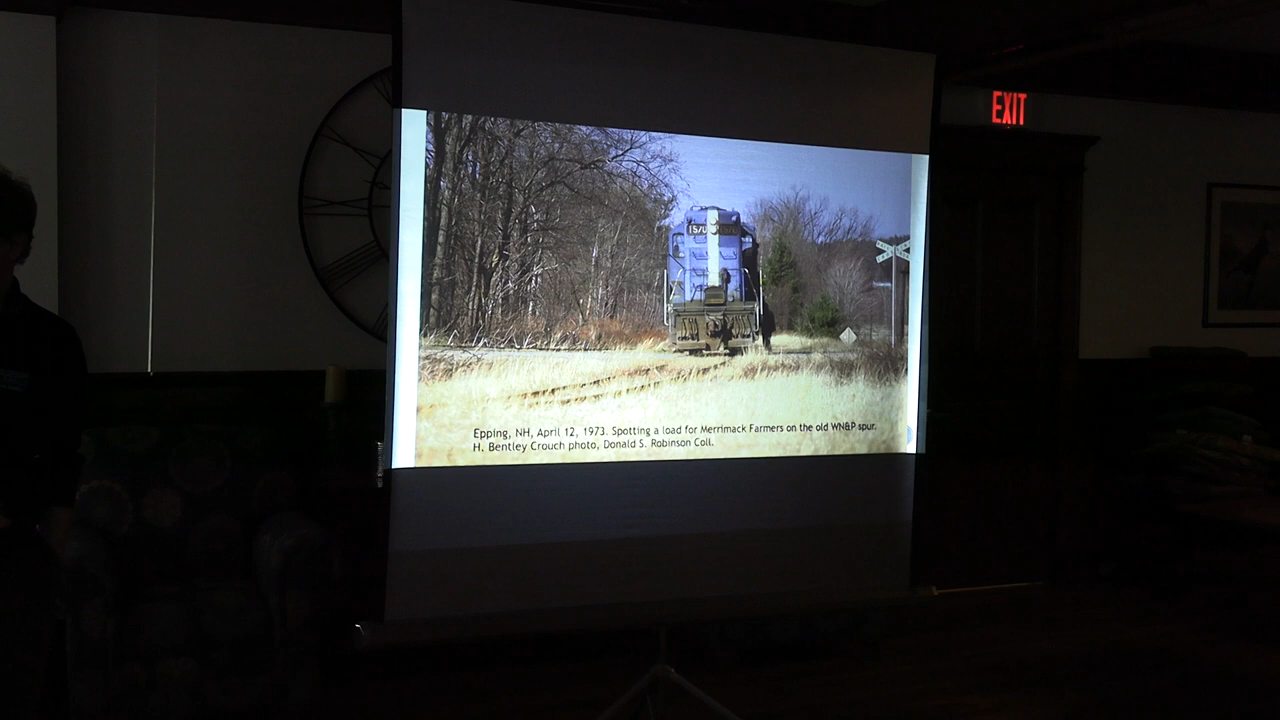 EXIT
1570
Epping, NH, April 12, 1973. Spotting a load for Merrimack Farmers on the old WN&P spur.
H. Bentley Crouch photo, Donald S. Robinson Coll.